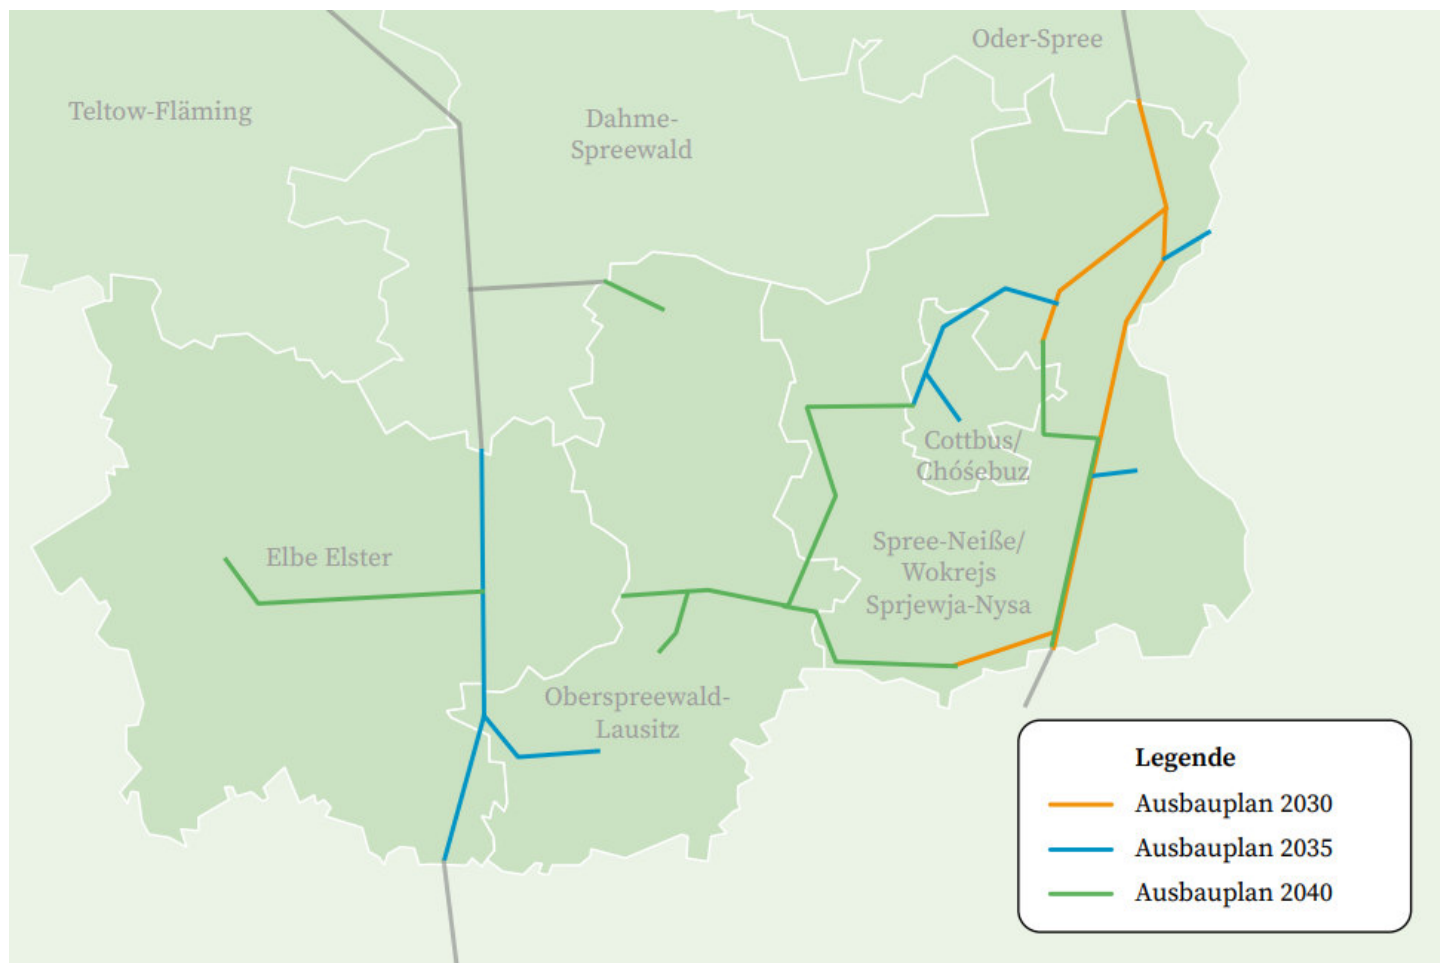 Oder-Spree
Teltow-Fläming
Dahme-
Spreewald
Cottbus/
Chóśebuz
Elbe Elster
Spree-Neiße/
Wokrejs
Sprjewja-Nysa
Oberspreewald-
Lausitz
Legende
Ausbauplan 2030
Ausbauplan 2035
Ausbauplan 2040